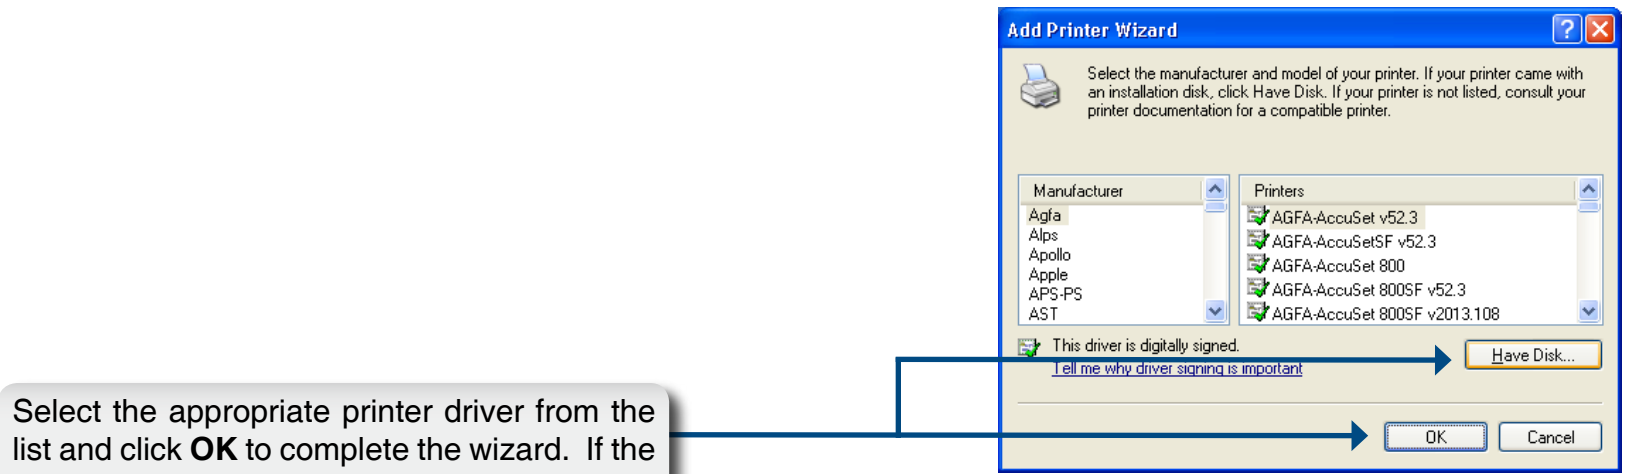 Add Printer Wizard
Select the manufacturer and model of your printer. If your printer came with
an installation disk, click Have Disk. If your printer is not listed, consult your
printer documentation for a compatible printer.
Manufacturer
Agfa
Alps
Apollo
Apple
APS-PS
AST
Printers
AGFA-AccuSet v52.3
AGFA-AccuSetSF v52.3
AGFA-AccuSet 800
AGFA-AccuSet 800SF v52.3
AGFA-AccuSet 800SF v2013.108
This driver is digitally signed.
Tell me why driver signing is important
Have Disk...
OK
Cancel
Select the appropriate printer driver from the
list and click OK to complete the wizard. If the